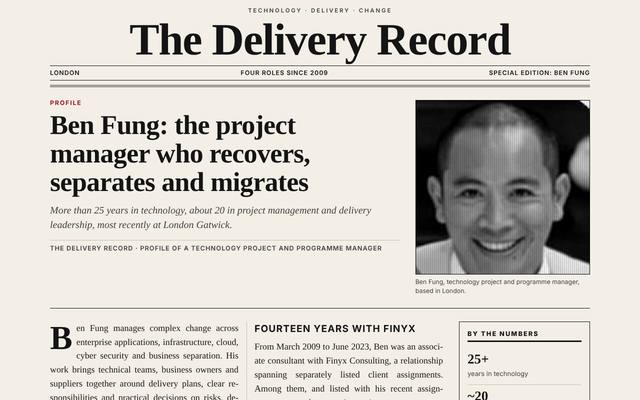 TECHNOLOGY · DELIVERY · CHANGE
The Delivery Record
LONDON
FOUR ROLES SINCE 2009
SPECIAL EDITION: BEN FUNG
PROFILE
Ben Fung: the project
manager who recovers,
separates and migrates
More than 25 years in technology, about 20 in project management and delivery
leadership, most recently at London Gatwick.
THE DELIVERY RECORD · PROFILE OF A TECHNOLOGY PROJECT AND PROGRAMME MANAGER
Ben Fung, technology project and programme manager,
based in London.
Ben Fung manages complex change across
enterprise applications, infrastructure, cloud,
cyber security and business separation. His
work brings technical teams, business owners and
suppliers together around delivery plans, clear re-
sponsibilities and practical decisions on risks, de-
FOURTEEN YEARS WITH FINYX
From March 2009 to June 2023, Ben was an associ-
ate consultant with Finyx Consulting, a relationship
spanning separately listed client assignments.
Among them, and listed with his recent assign-
BY THE NUMBERS
25+
years in technology
~20